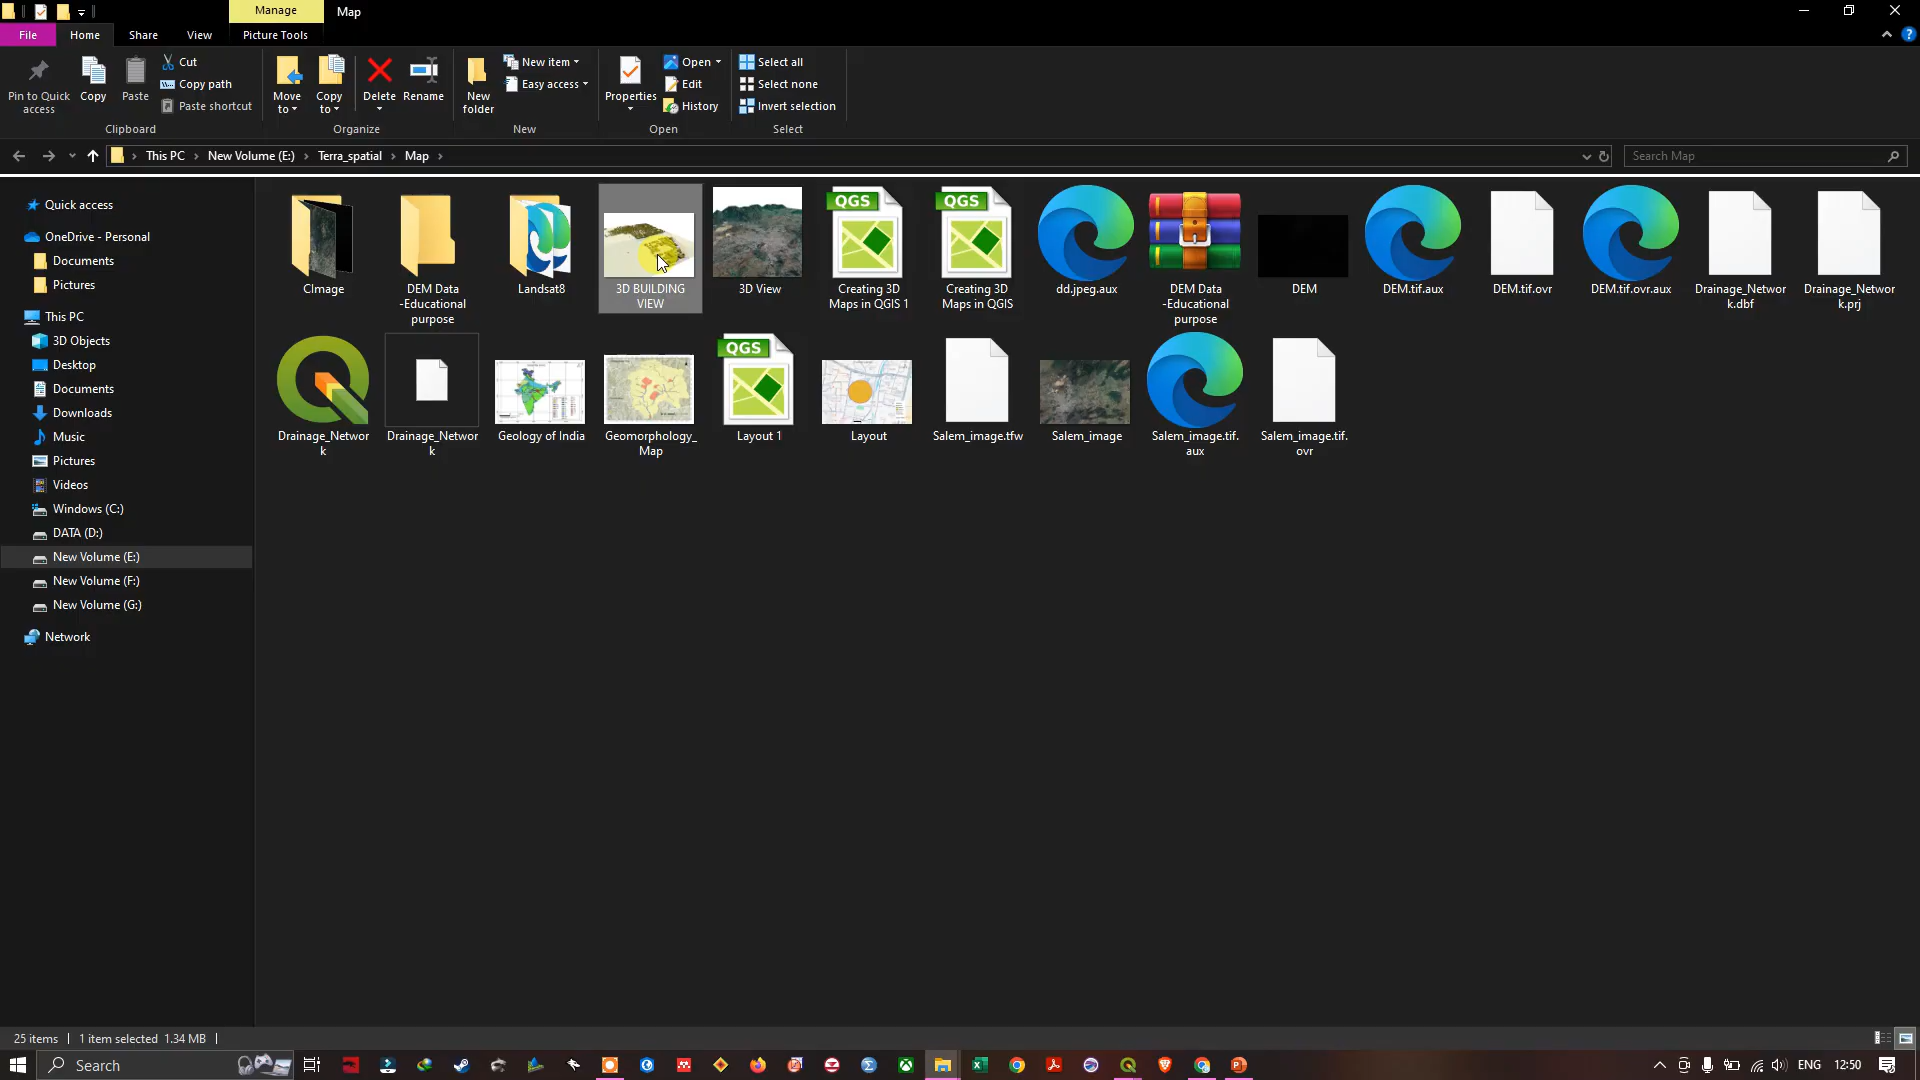 Manage
Map
File
Home
Share
View
Picture Tools
Pin to Quick
access
Copy
Paste
Cut
Copy path
Paste shortcut
Clipboard
Move
to
Copy
to
Delete
Rename
Organize
New
folder
New item
Easy access
New
Properties
Open
Edit
History
Open
Select all
Select none
Invert selection
Select
This PC
New Volume (E:)
Terra_spatial
Map
Search Map
Quick access
OneDrive - Personal
Documents
Pictures
This PC
3D Objects
Desktop
Documents
Downloads
Music
Pictures
Videos
Windows (C:)
DATA (D:)
New Volume (E:)
New Volume (F:)
New Volume (G:)
Network
CImage
DEM Data
-Educational
purpose
Landsat8
3D BUILDING
VIEW
3D View
QGS
Creating 3D
Maps in QGIS 1
QGS
Creating 3D
Maps in QGIS
dd.jpeg.aux
DEM Data
-Educational
purpose
DEM
DEM.tif.aux
DEM.tif.ovr
DEM.tif.ovr.aux
Drainage_Networ
k.dbf
Drainage_Networ
k.prj
Drainage_Networ
k
Drainage_Networ
k
Geology of India
Geomorphology_
Map
QGS
Layout 1
Layout
Salem_image.tfw
Salem_image
Salem_image.tif.
aux
Salem_image.tif.
ovr
25 items
1 item selected 1.34 MB
Search
ENG
12:50